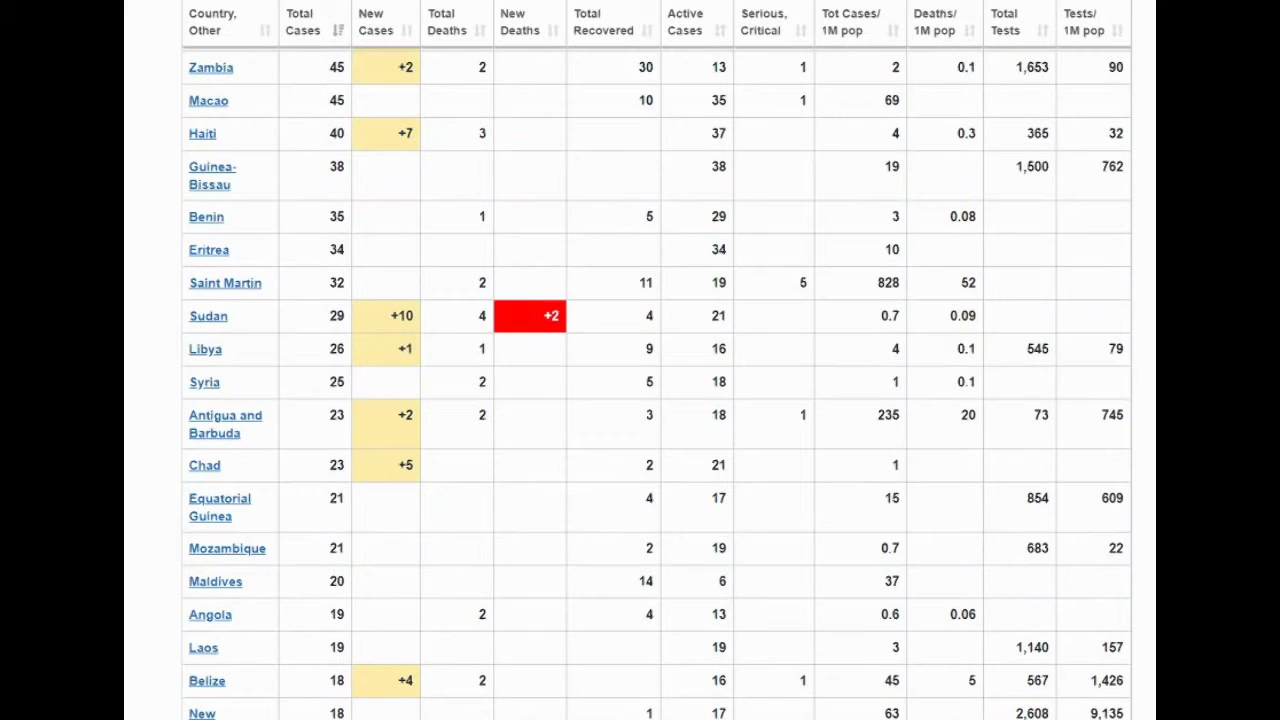 Country, Other Total Cases New Cases Total Deaths New Deaths Total Recovered Active Cases Serious, Critical Tot Cases/ 1M pop Deaths/ 1M pop Total Tests Tests/ 1M pop
Zambia 45 +2 2 30 13 1 2 0.1 1,653 90
Macao 45 10 35 1 69
Haiti 40 +7 3 37 4 0.3 365 32
Guinea- 38 38 19 1,500 762
Bissau
Benin 35 1 5 29 3 0.08
Eritrea 34 34 10
Saint Martin 32 2 11 19 5 828 52
Sudan 29 +10 4 +2 4 21 0.7 0.09
Libya 26 +1 1 9 16 4 0.1 545 79
Syria 25 2 5 18 1 0.1
Antigua and 23 +2 2 3 18 1 235 20 73 745
Barbuda
Chad 23 +5 2 21 1
Equatorial 21 4 17 15 854 609
Guinea
Mozambique 21 2 19 0.7 683 22
Maldives 20 14 6 37
Angola 19 2 4 13 0.6 0.06
Laos 19 19 3 1,140 157
Belize 18 +4 2 16 1 45 5 567 1,426
New 18 1 17 63 2,608 9,135